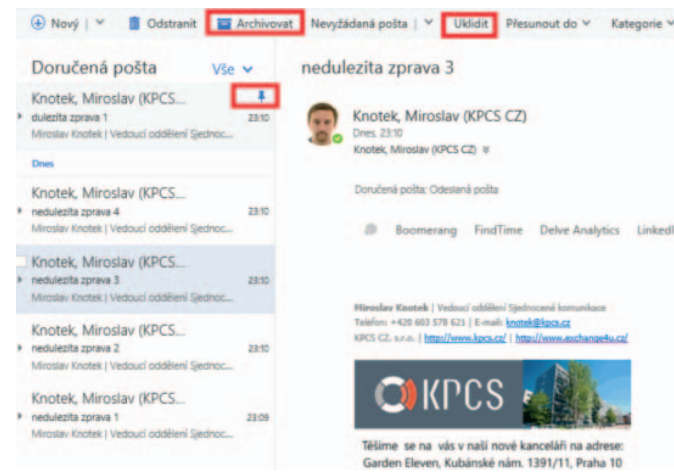 Nový | Odstranit Archivovat Nevyžádaná pošta | Uklidit Přesunout do Kategorie
Doručená pošta Vše
Knotek, Miroslav (KPCS...
dulezita zprava 1 23:10
Miroslav Knotek | Vedoucí oddělení Sjednoc...
Dnes
Knotek, Miroslav (KPCS...
nedulezita zprava 4 23:10
Miroslav Knotek | Vedoucí oddělení Sjednoc...
Knotek, Miroslav (KPCS...
nedulezita zprava 3 23:10
Miroslav Knotek | Vedoucí oddělení Sjednoc...
Knotek, Miroslav (KPCS...
nedulezita zprava 2 23:10
Miroslav Knotek | Vedoucí oddělení Sjednoc...
Knotek, Miroslav (KPCS...
nedulezita zprava 1 23:09
Miroslav Knotek | Vedoucí oddělení Sjednoc...
nedulezita zprava 3
Knotek, Miroslav (KPCS CZ)
Dnes, 23:10
Knotek, Miroslav (KPCS CZ)
Doručená pošta; Odeslaná pošta
Boomerang FindTime Delve Analytics LinkedI
Miroslav Knotek | Vedoucí oddělení Sjednocené komunikace
Telefon: +420 603 578 621 | E-mail: knotek@kpcs.cz
KPCS CZ, s.r.o. | http://www.kpcs.cz/ | http://www.exchange4u.cz/
KPCS
Těšíme se na vás v naší nové kanceláři na adrese:
Garden Eleven, Kubánské nám. 1391/11, Praha 10